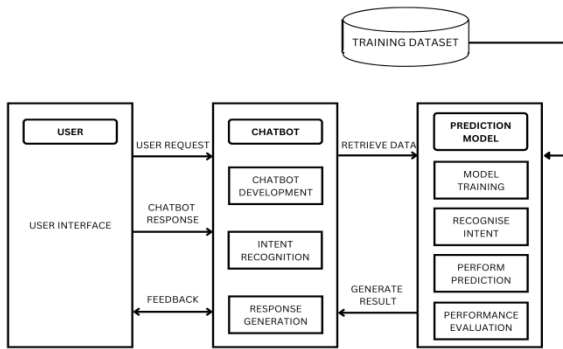 TRAINING DATASET
USER
USER INTERFACE
USER REQUEST
CHATBOT
RESPONSE
FEEDBACK
CHATBOT
CHATBOT
DEVELOPMENT
INTENT
RECOGNITION
RESPONSE
GENERATION
RETRIEVE DATA
GENERATE
RESULT
PREDICTION
MODEL
MODEL
TRAINING
RECOGNISE
INTENT
PERFORM
PREDICTION
PERFORMANCE
EVALUATION